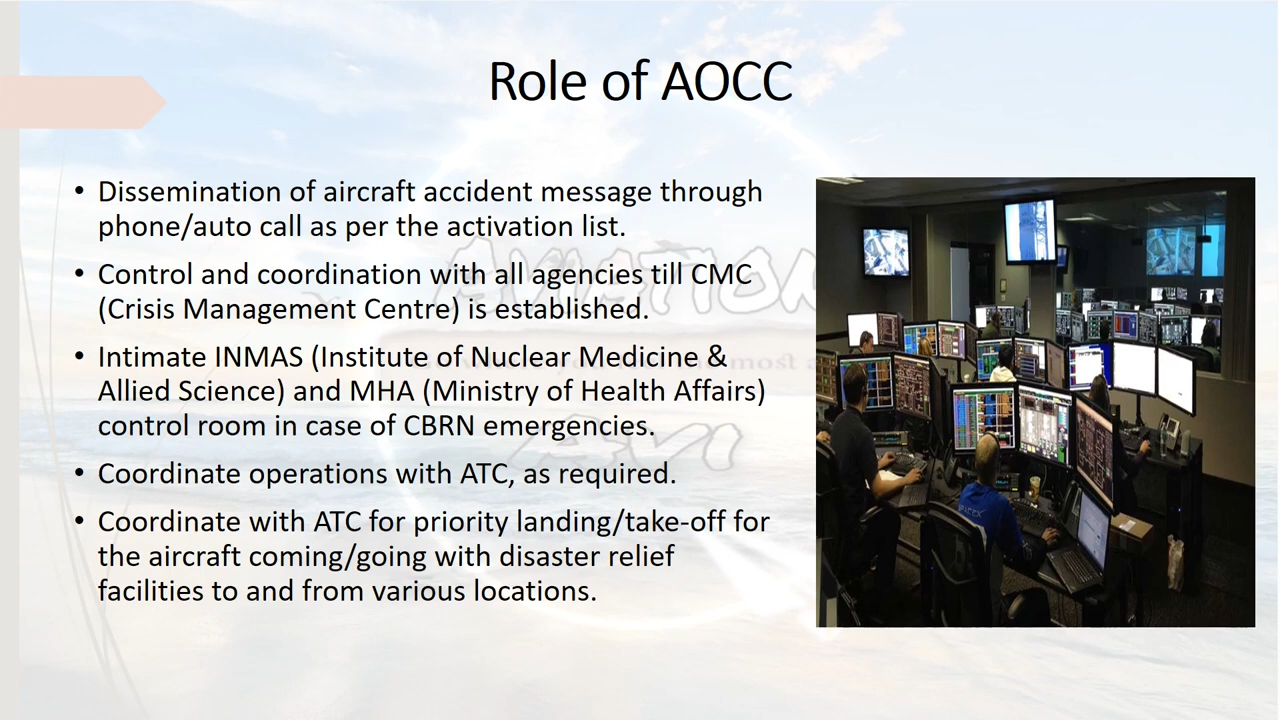 Role of AOCC
• Dissemination of aircraft accident message through
phone/auto call as per the activation list.
• Control and coordination with all agencies till CMC
(Crisis Management Centre) is established.
• Intimate INMAS (Institute of Nuclear Medicine &
Allied Science) and MHA (Ministry of Health Affairs)
control room in case of CBRN emergencies.
• Coordinate operations with ATC, as required.
• Coordinate with ATC for priority landing/take-off for
the aircraft coming/going with disaster relief
facilities to and from various locations.
AVIATION
AVI